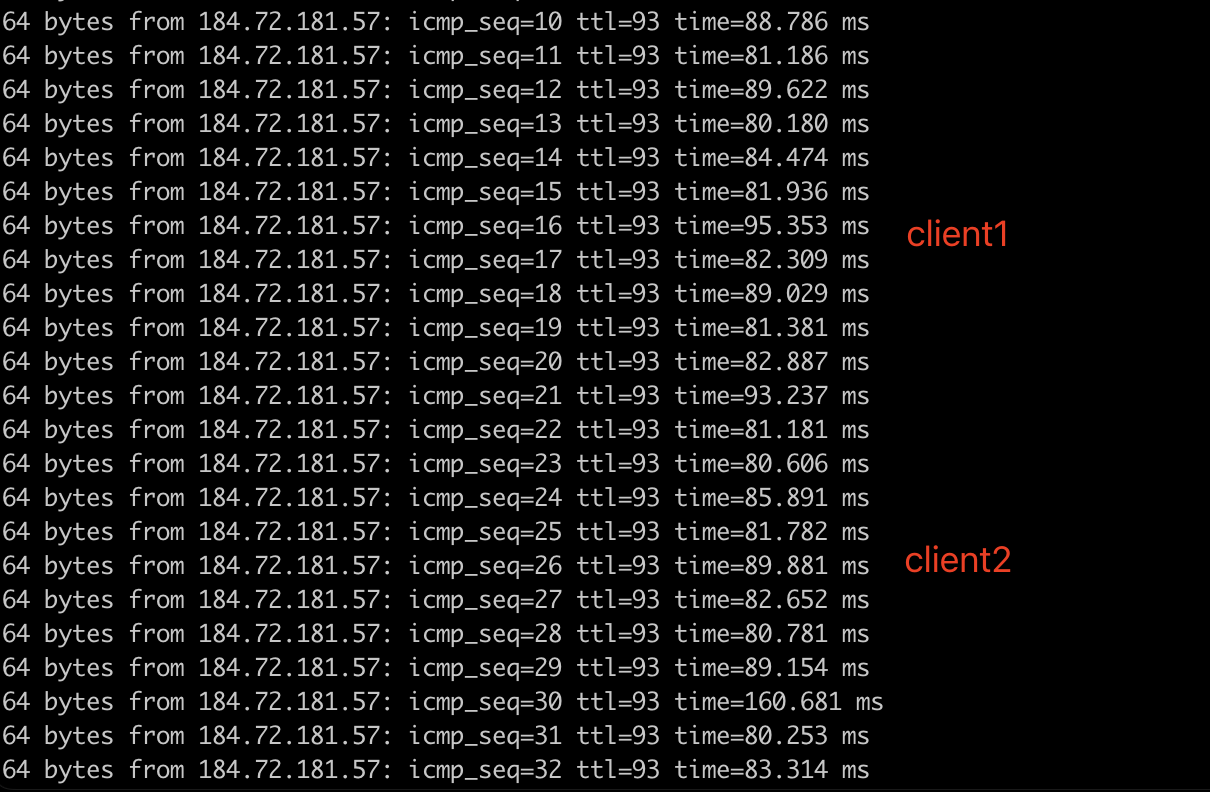 64 bytes from 184.72.181.57: icmp_seq=10 ttl=93 time=88.786 ms
64 bytes from 184.72.181.57: icmp_seq=11 ttl=93 time=81.186 ms
64 bytes from 184.72.181.57: icmp_seq=12 ttl=93 time=89.622 ms
64 bytes from 184.72.181.57: icmp_seq=13 ttl=93 time=80.180 ms
64 bytes from 184.72.181.57: icmp_seq=14 ttl=93 time=84.474 ms
64 bytes from 184.72.181.57: icmp_seq=15 ttl=93 time=81.936 ms
64 bytes from 184.72.181.57: icmp_seq=16 ttl=93 time=95.353 ms
client1
64 bytes from 184.72.181.57: icmp_seq=17 ttl=93 time=82.309 ms
64 bytes from 184.72.181.57: icmp_seq=18 ttl=93 time=89.029 ms
64 bytes from 184.72.181.57: icmp_seq=19 ttl=93 time=81.381 ms
64 bytes from 184.72.181.57: icmp_seq=20 ttl=93 time=82.887 ms
64 bytes from 184.72.181.57: icmp_seq=21 ttl=93 time=93.237 ms
64 bytes from 184.72.181.57: icmp_seq=22 ttl=93 time=81.181 ms
64 bytes from 184.72.181.57: icmp_seq=23 ttl=93 time=80.606 ms
64 bytes from 184.72.181.57: icmp_seq=24 ttl=93 time=85.891 ms
64 bytes from 184.72.181.57: icmp_seq=25 ttl=93 time=81.782 ms
64 bytes from 184.72.181.57: icmp_seq=26 ttl=93 time=89.881 ms
client2
64 bytes from 184.72.181.57: icmp_seq=27 ttl=93 time=82.652 ms
64 bytes from 184.72.181.57: icmp_seq=28 ttl=93 time=80.781 ms
64 bytes from 184.72.181.57: icmp_seq=29 ttl=93 time=89.154 ms
64 bytes from 184.72.181.57: icmp_seq=30 ttl=93 time=160.681 ms
64 bytes from 184.72.181.57: icmp_seq=31 ttl=93 time=80.253 ms
64 bytes from 184.72.181.57: icmp_seq=32 ttl=93 time=83.314 ms